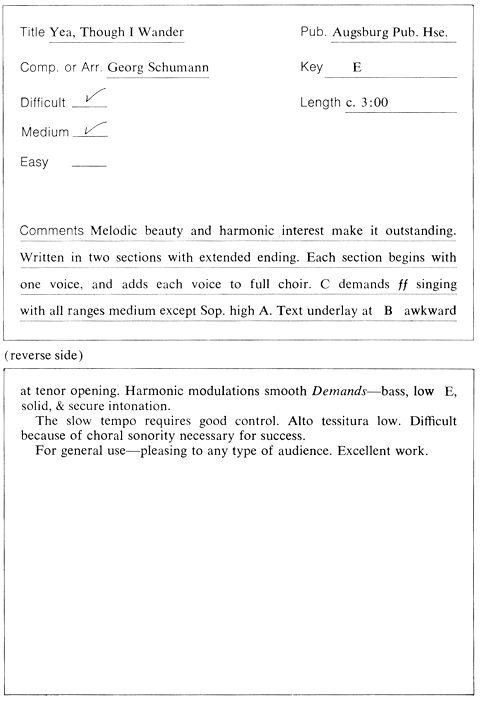 Title Yea, Though I Wander Pub. Augsburg Pub. Hse.
Comp. or Arr. Georg Schumann Key E
Difficult ✓ Length c. 3:00
Medium ✓
Easy
Comments Melodic beauty and harmonic interest make it outstanding.
Written in two sections with extended ending. Each section begins with
one voice, and adds each voice to full choir. C demands ff singing
with all ranges medium except Sop. high A. Text underlay at B awkward
(reverse side)
at tenor opening. Harmonic modulations smooth Demands—bass, low E,
solid, & secure intonation.
The slow tempo requires good control. Alto tessitura low. Difficult
because of choral sonority necessary for success.
For general use—pleasing to any type of audience. Excellent work.